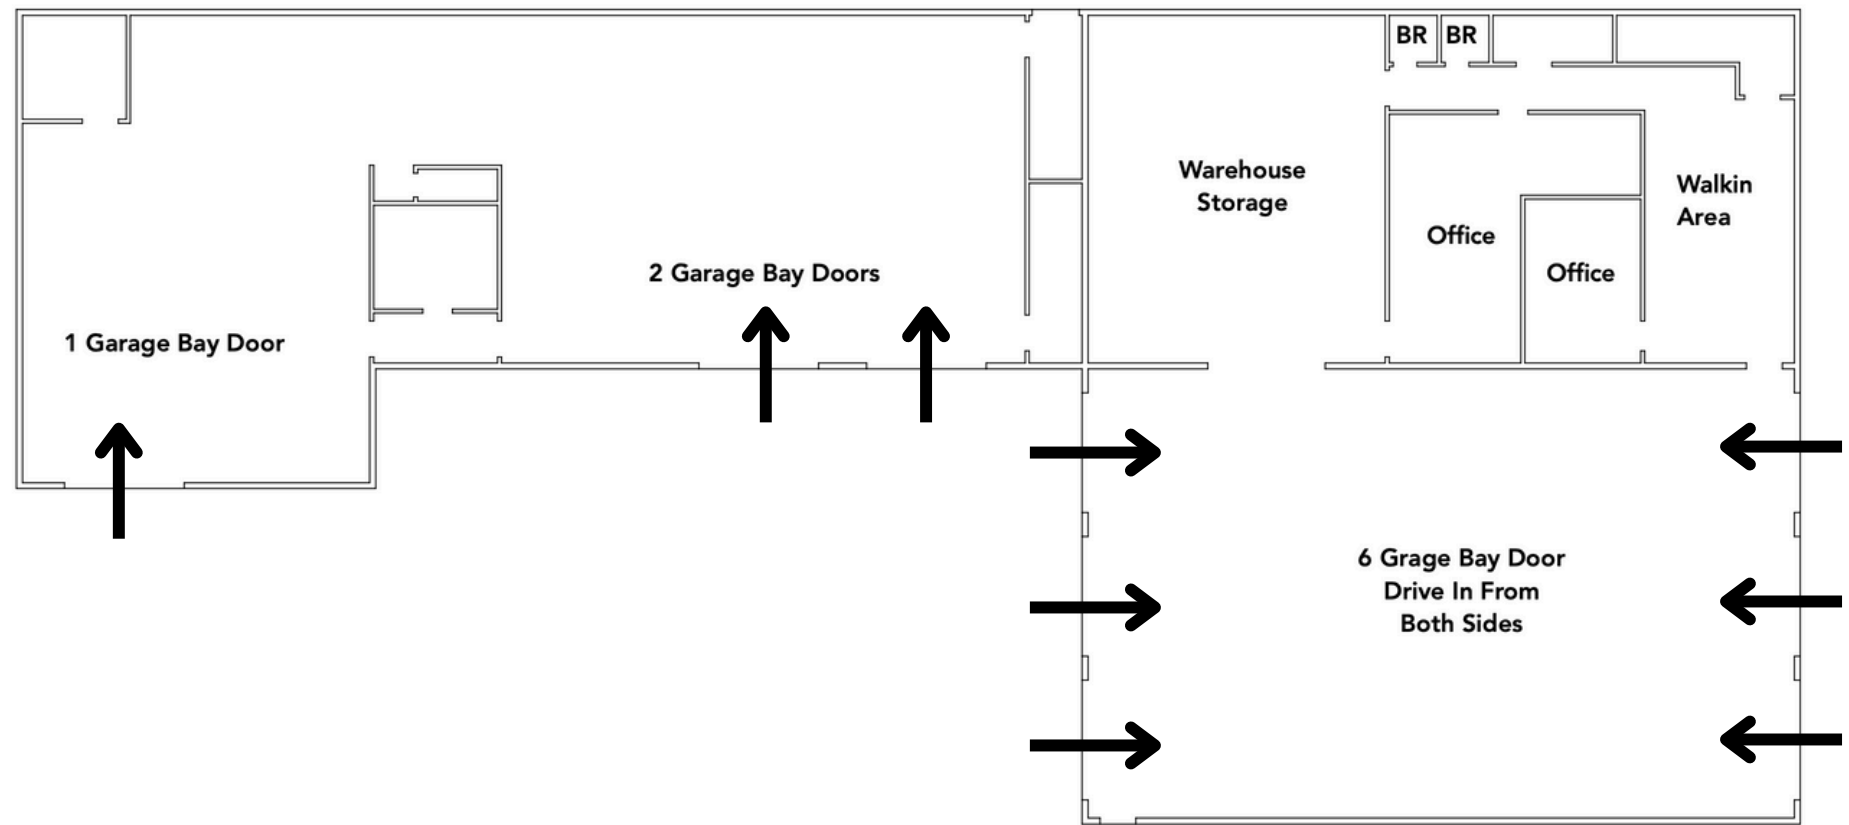 BR
BR
Warehouse
Storage
Walkin
Area
Office
Office
2 Garage Bay Doors
1 Garage Bay Door
6 Grage Bay Door
Drive In From
Both Sides